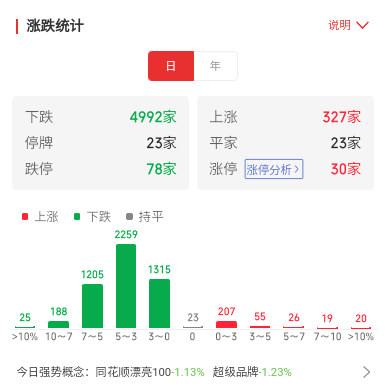 涨跌统计
说明
日 年
下跌 4992家 上涨 327家
停牌 23家 平家 23家
跌停 78家 涨停 涨停分析 30家
上涨 下跌 持平
25 188 1205 2259 1315 23 207 55 26 19 20
>10% 10～7 7～5 5～3 3～0 0 0～3 3～5 5～7 7～10 >10%
今日强势概念：同花顺漂亮100-1.13% 超级品牌-1.23%